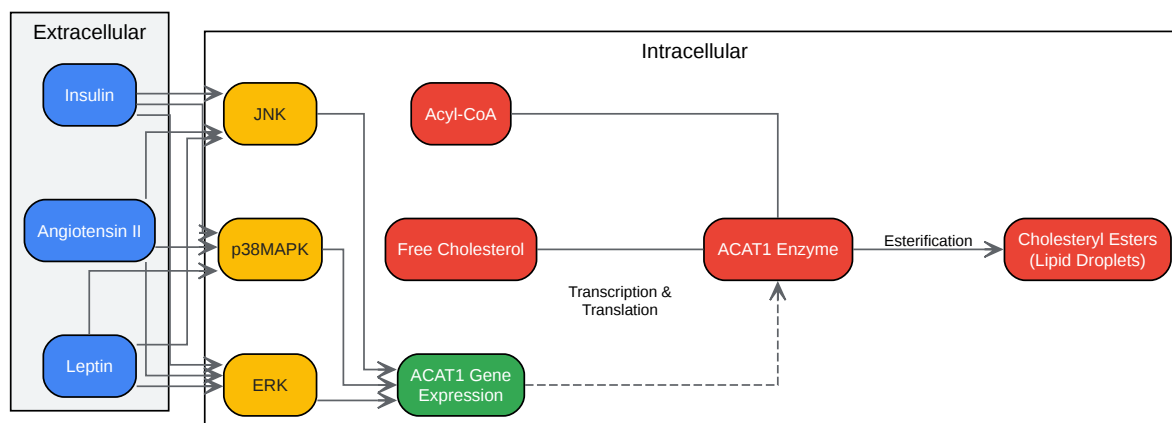 Extracellular
Intracellular
Insulin
JNK
Acyl-CoA
Angiotensin II
p38MAPK
Free Cholesterol
ACAT1 Enzyme
Esterification
Cholesteryl Esters
(Lipid Droplets)
Transcription &
Translation
Leptin
ERK
ACAT1 Gene
Expression